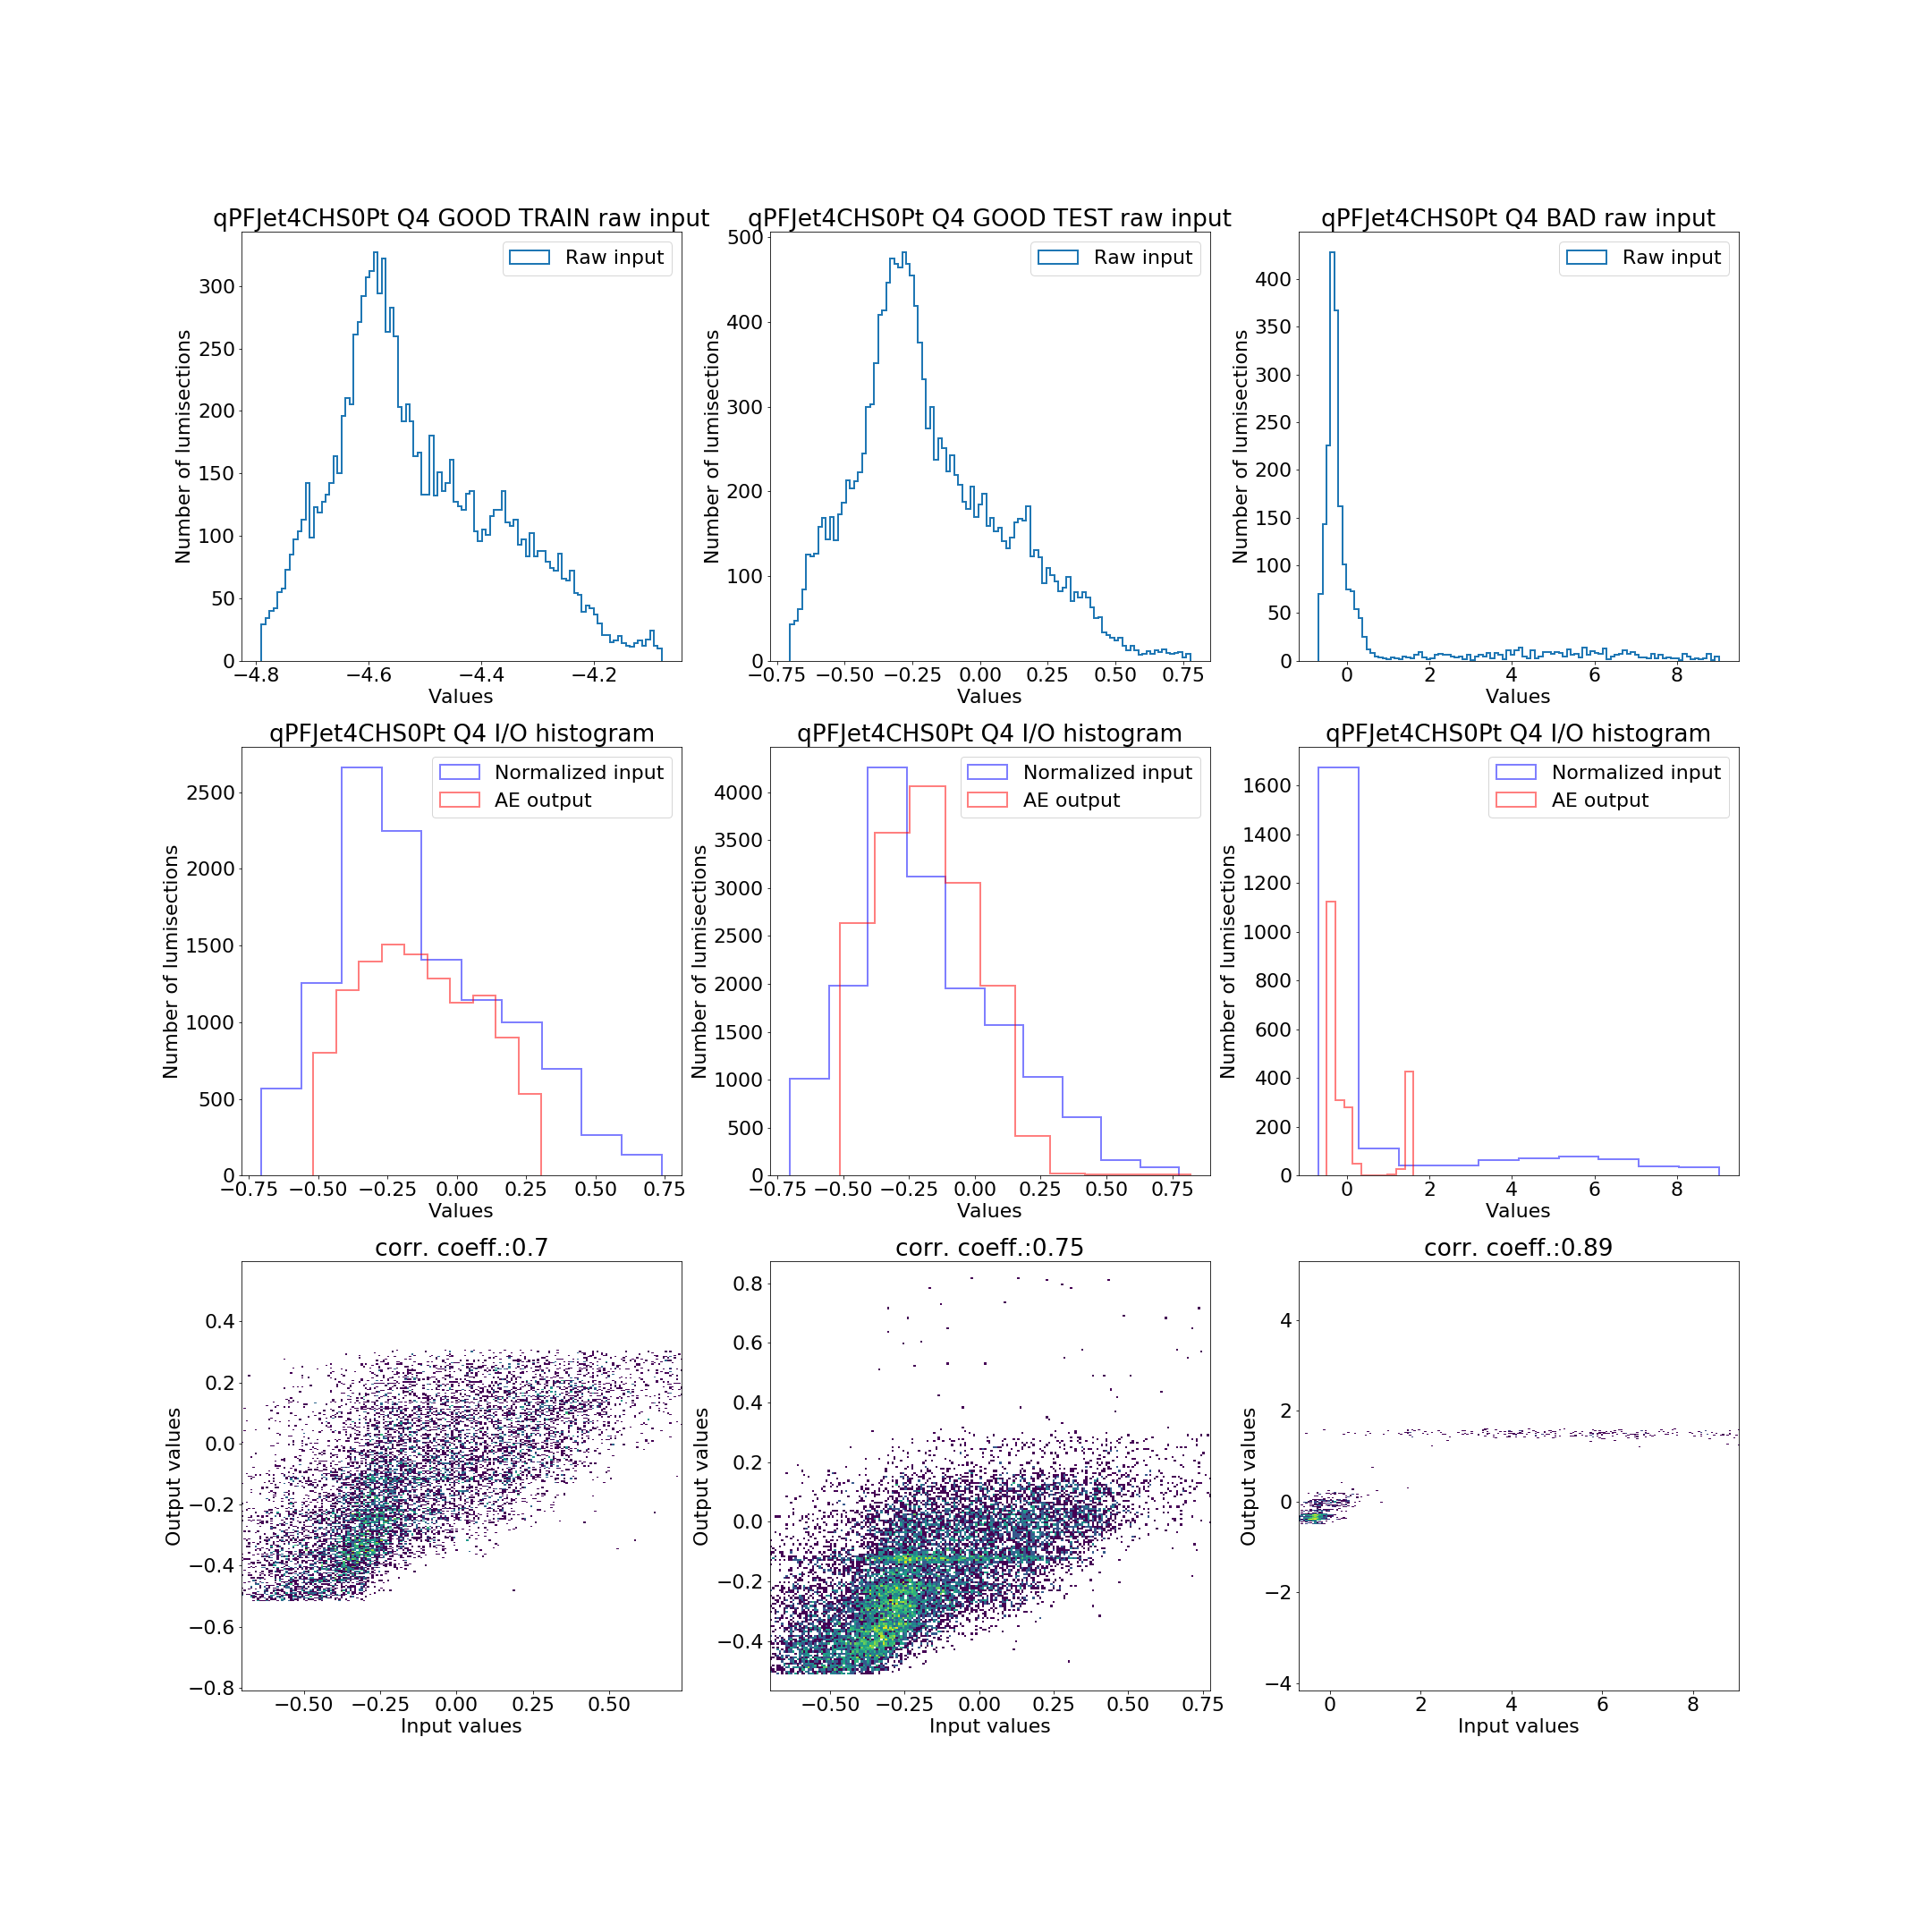 qPFJet4CHS0Pt Q4 GOOD TRAIN raw input
Raw input
300
250
200
150
100
50
0
Number of lumisections
−4.8 −4.6 −4.4 −4.2
Values
qPFJet4CHS0Pt Q4 GOOD TEST raw input
Raw input
500
400
300
200
100
0
Number of lumisections
−0.75 −0.50 −0.25 0.00 0.25 0.50 0.75
Values
qPFJet4CHS0Pt Q4 BAD raw input
Raw input
400
350
300
250
200
150
100
50
0
Number of lumisections
0 2 4 6 8
Values
qPFJet4CHS0Pt Q4 I/O histogram
Normalized input
AE output
2500
2000
1500
1000
500
0
Number of lumisections
−0.75 −0.50 −0.25 0.00 0.25 0.50 0.75
Values
qPFJet4CHS0Pt Q4 I/O histogram
Normalized input
AE output
4000
3500
3000
2500
2000
1500
1000
500
0
Number of lumisections
−0.75 −0.50 −0.25 0.00 0.25 0.50 0.75
Values
qPFJet4CHS0Pt Q4 I/O histogram
Normalized input
AE output
1600
1400
1200
1000
800
600
400
200
0
Number of lumisections
0 2 4 6 8
Values
corr. coeff.:0.7
0.4
0.2
0.0
−0.2
−0.4
−0.6
−0.8
Output values
−0.50 −0.25 0.00 0.25 0.50
Input values
corr. coeff.:0.75
0.8
0.6
0.4
0.2
0.0
−0.2
−0.4
Output values
−0.50 −0.25 0.00 0.25 0.50 0.75
Input values
corr. coeff.:0.89
4
2
0
−2
−4
Output values
0 2 4 6 8
Input values